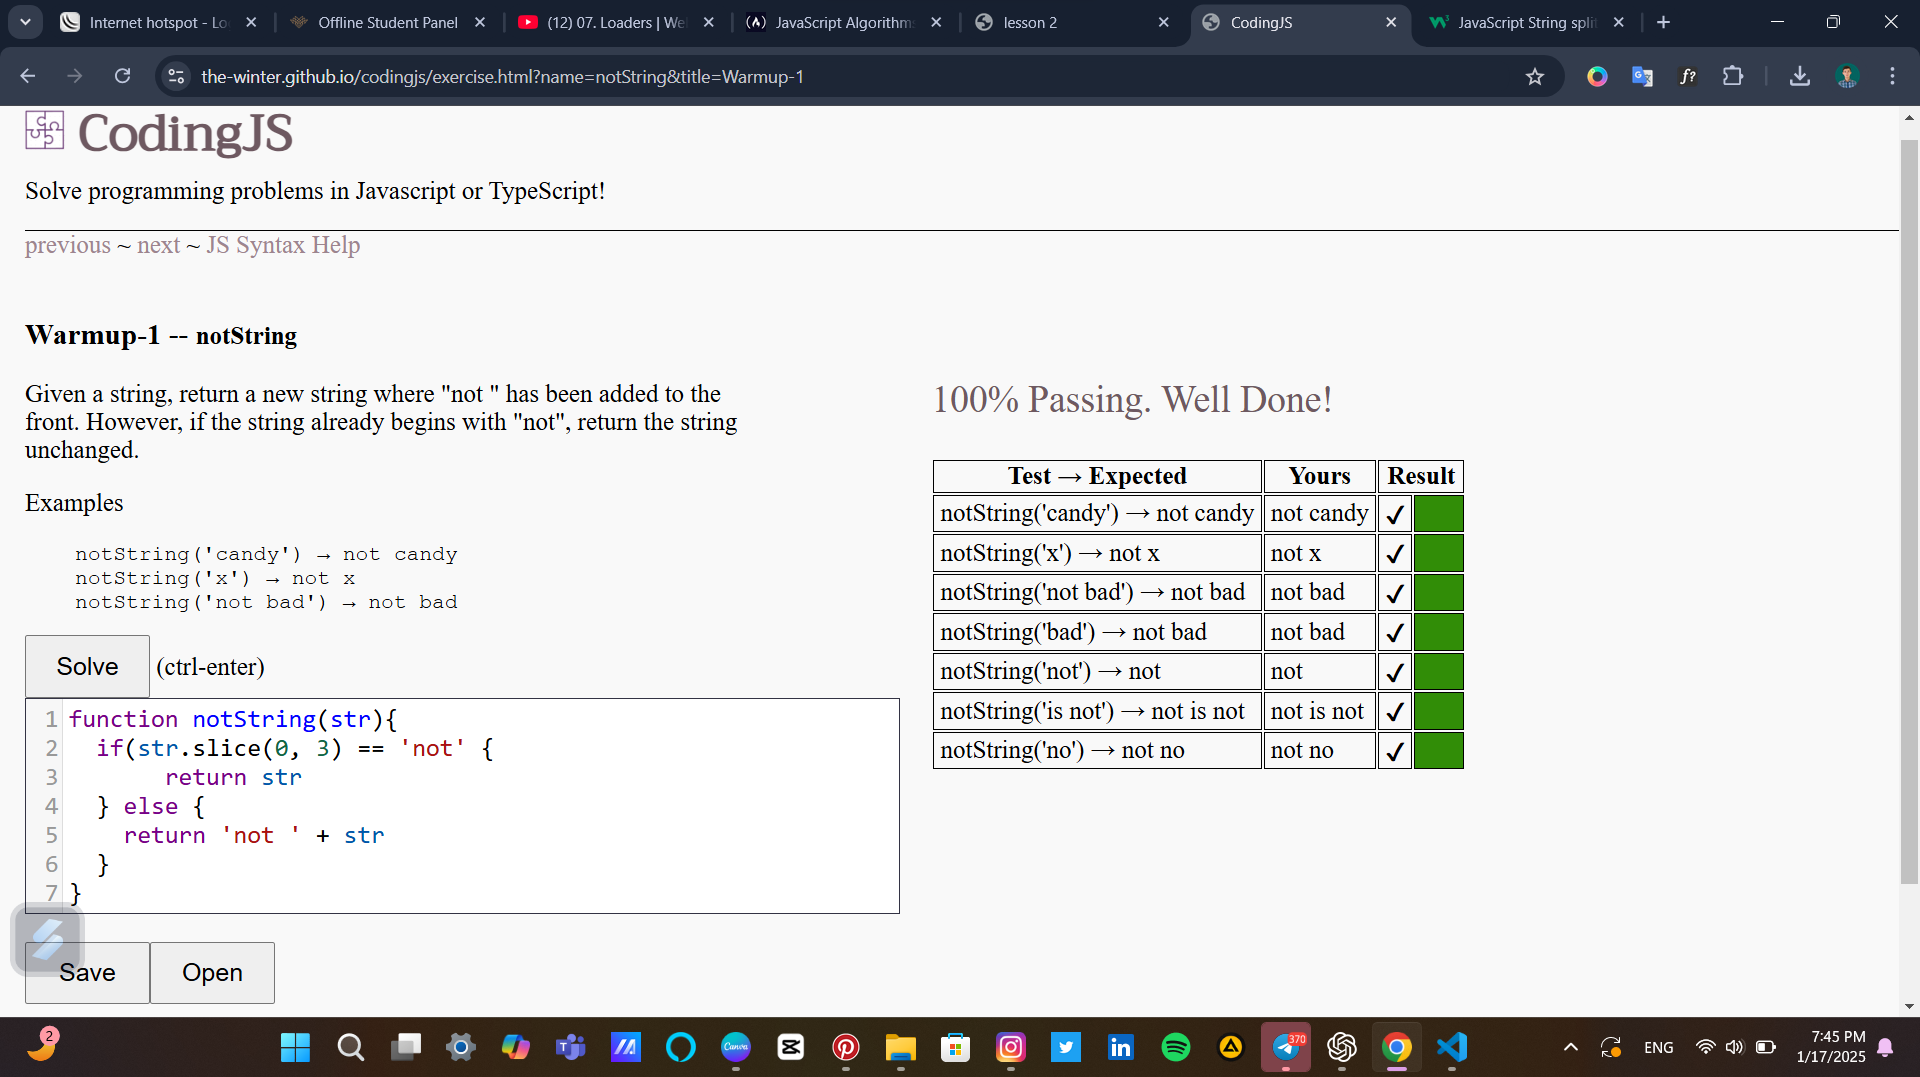 Internet hotspot - Lo
Offline Student Panel
(12) 07. Loaders | We
JavaScript Algorithm
lesson 2
CodingJS
JavaScript String spli
the-winter.github.io/codingjs/exercise.html?name=notString&title=Warmup-1
CodingJS
Solve programming problems in Javascript or TypeScript!
previous ~ next ~ JS Syntax Help
Warmup-1 -- notString
Given a string, return a new string where "not " has been added to the
front. However, if the string already begins with "not", return the string
unchanged.
Examples
notString('candy') → not candy
notString('x') → not x
notString('not bad') → not bad
Solve (ctrl-enter)
1 function notString(str){
2 if(str.slice(0, 3) == 'not' {
3 return str
4 } else {
5 return 'not ' + str
6 }
7 }
Save Open
100% Passing. Well Done!
Test → Expected Yours Result
notString('candy') → not candy not candy ✔
notString('x') → not x not x ✔
notString('not bad') → not bad not bad ✔
notString('bad') → not bad not bad ✔
notString('not') → not not ✔
notString('is not') → not is not not is not ✔
notString('no') → not no not no ✔
2
Canva
370
ENG
7:45 PM
1/17/2025